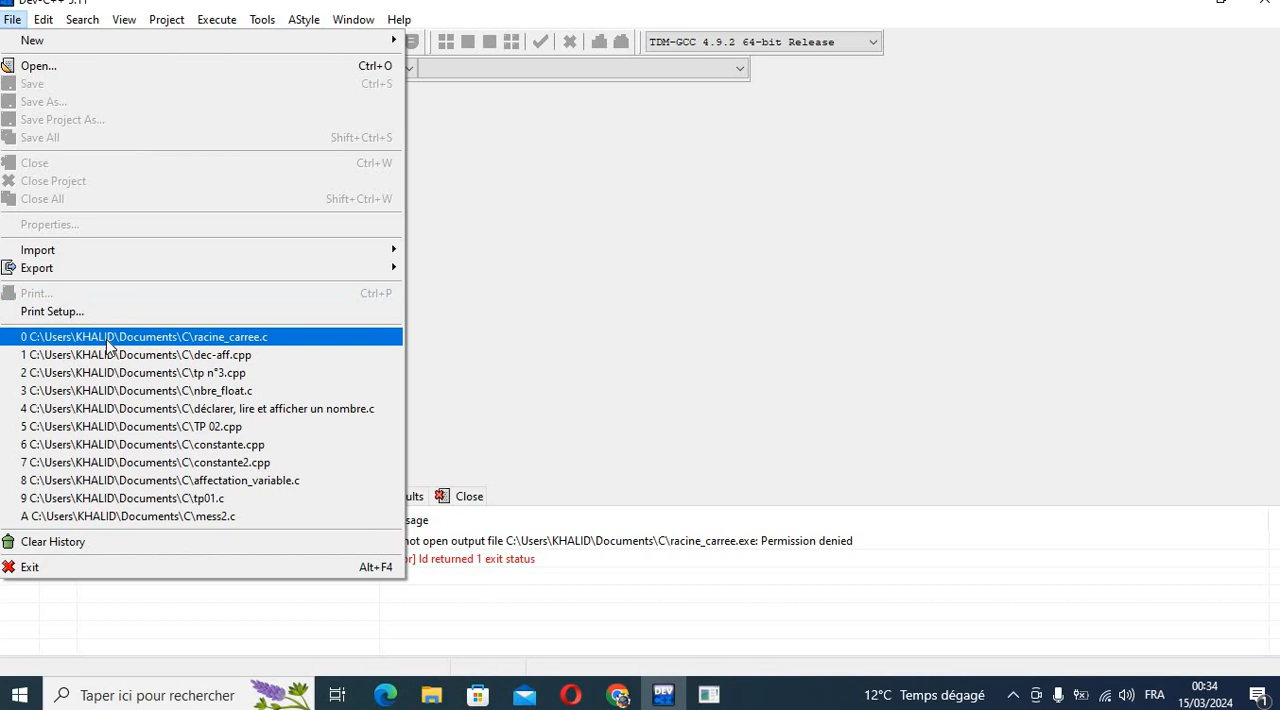 Dev-C++ 5.11
File Edit Search View Project Execute Tools AStyle Window Help
New
TDM-GCC 4.9.2 64-bit Release
Open... Ctrl+O
Save Ctrl+S
Save As...
Save Project As...
Save All Shift+Ctrl+S
Close Ctrl+W
Close Project
Close All Shift+Ctrl+W
Properties...
Import
Export
Print... Ctrl+P
Print Setup...
0 C:\Users\KHALID\Documents\C\racine_carree.c
1 C:\Users\KHALID\Documents\C\dec-aff.cpp
2 C:\Users\KHALID\Documents\C\tp n°3.cpp
3 C:\Users\KHALID\Documents\C\nbre_float.c
4 C:\Users\KHALID\Documents\C\déclarer, lire et afficher un nombre.c
5 C:\Users\KHALID\Documents\C\TP 02.cpp
6 C:\Users\KHALID\Documents\C\constante.cpp
7 C:\Users\KHALID\Documents\C\constante2.cpp
8 C:\Users\KHALID\Documents\C\affectation_variable.c
9 C:\Users\KHALID\Documents\C\tp01.c
A C:\Users\KHALID\Documents\C\mess2.c
Clear History
Exit Alt+F4
ults Close
sage
not open output file C:\Users\KHALID\Documents\C\racine_carree.exe: Permission denied
r] ld returned 1 exit status
Taper ici pour rechercher
DEV
12°C Temps dégagé
FRA
00:34
15/03/2024
1